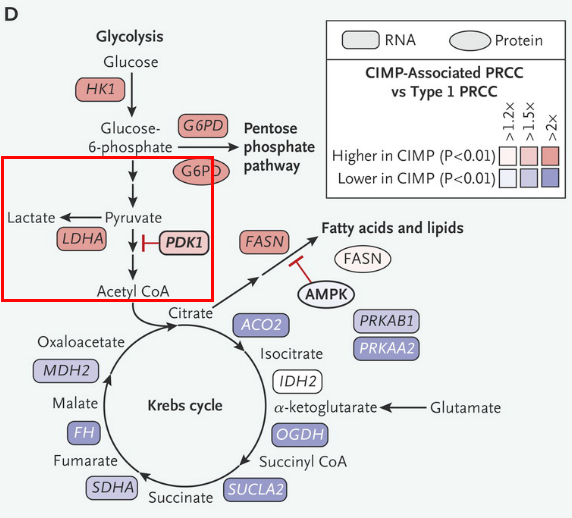 D
Glycolysis
Glucose
HK1
Glucose-
6-phosphate
G6PD
G6PD
Pentose
phosphate
pathway
Lactate
Pyruvate
LDHA
PDK1
Acetyl CoA
FASN
Fatty acids and lipids
FASN
AMPK
PRKAB1
PRKAA2
Citrate
ACO2
Isocitrate
IDH2
α-ketoglutarate
Glutamate
OGDH
Succinyl CoA
SUCLA2
Succinate
SDHA
Fumarate
FH
Malate
MDH2
Oxaloacetate
Krebs cycle
RNA
Protein
CIMP-Associated PRCC
vs Type 1 PRCC
>1.2×
>1.5×
>2×
Higher in CIMP (P<0.01)
Lower in CIMP (P<0.01)